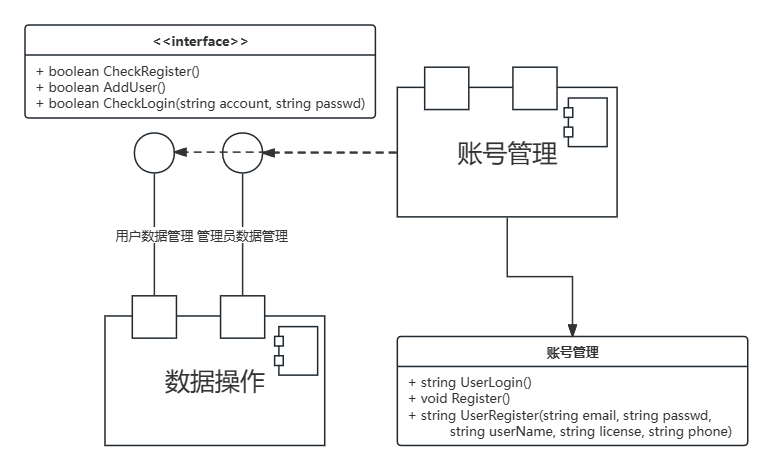 <<interface>>
+ boolean CheckRegister()
+ boolean AddUser()
+ boolean CheckLogin(string account, string passwd)
账号管理
用户数据管理 管理员数据管理
数据操作
账号管理
+ string UserLogin()
+ void Register()
+ string UserRegister(string email, string passwd,
string userName, string license, string phone)